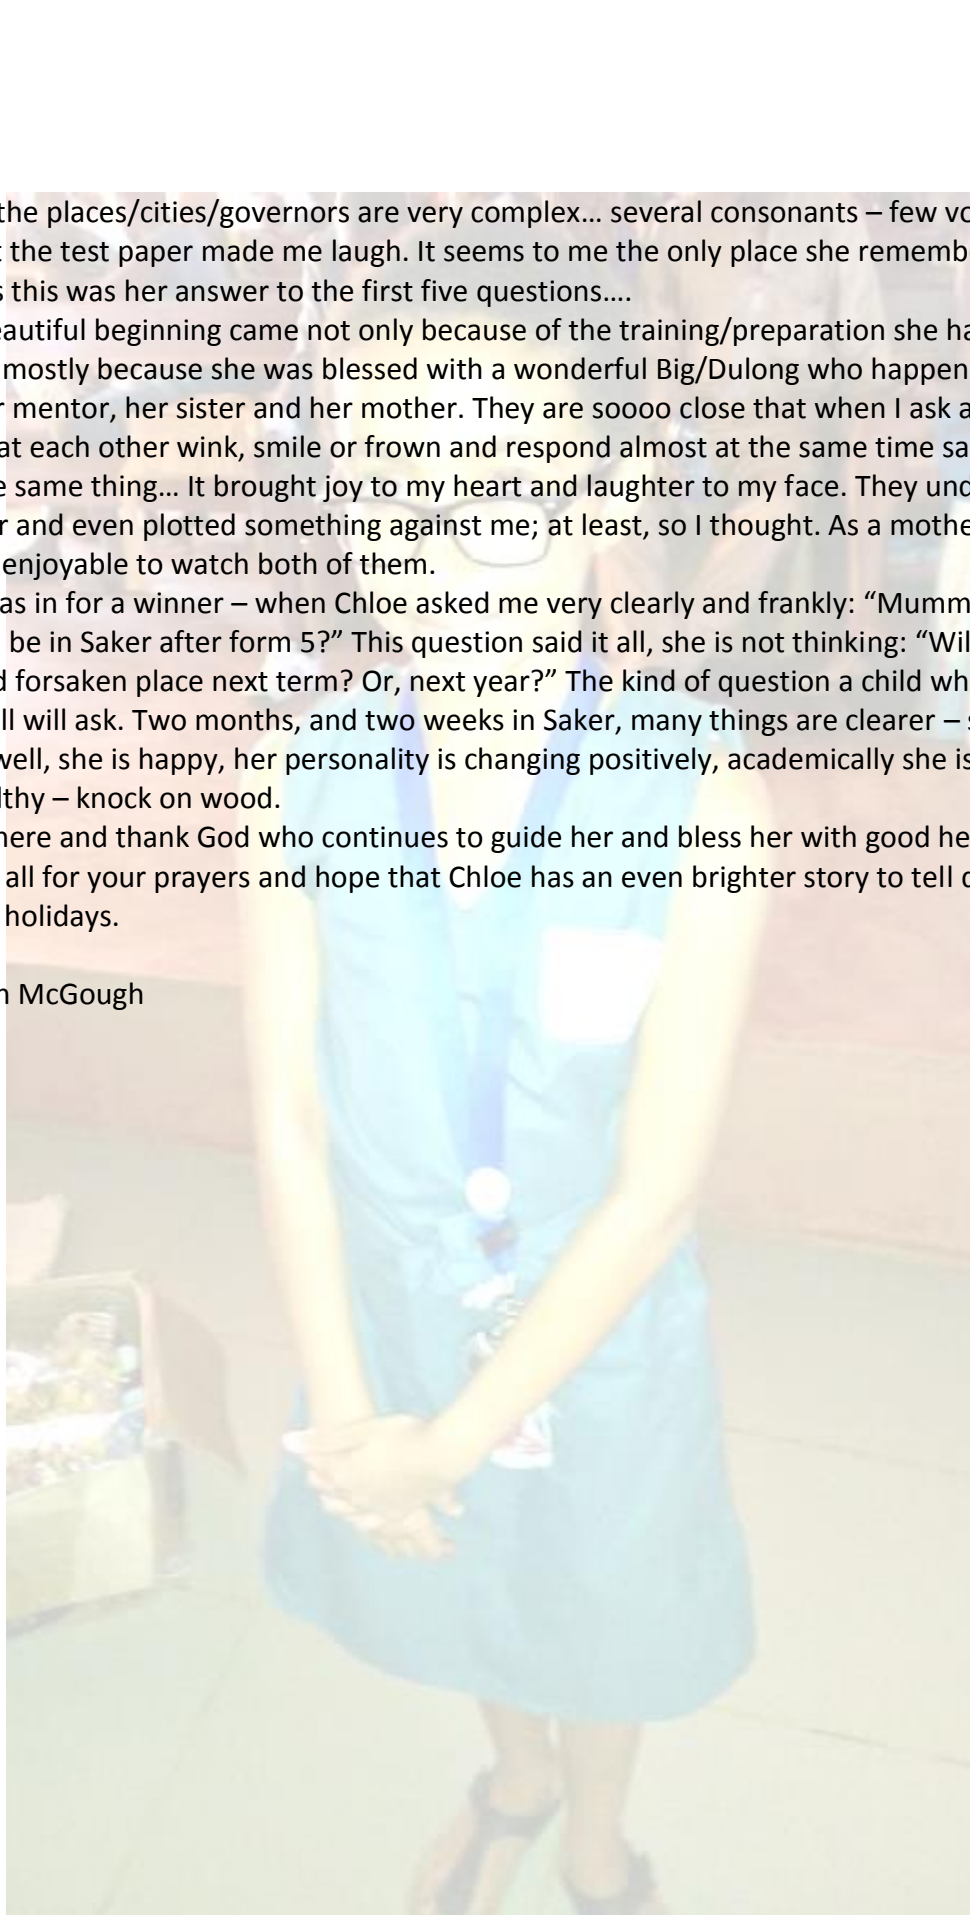 the places/cities/governors are very complex… several consonants – few vo
the test paper made me laugh. It seems to me the only place she rememb
s this was her answer to the first five questions….
eautiful beginning came not only because of the training/preparation she ha
mostly because she was blessed with a wonderful Big/Dulong who happen
r mentor, her sister and her mother. They are soooo close that when I ask a
at each other wink, smile or frown and respond almost at the same time sa
e same thing… It brought joy to my heart and laughter to my face. They und
r and even plotted something against me; at least, so I thought. As a mothe
enjoyable to watch both of them.
as in for a winner – when Chloe asked me very clearly and frankly: “Mumm
be in Saker after form 5?” This question said it all, she is not thinking: “Wil
d forsaken place next term? Or, next year?” The kind of question a child wh
ll will ask. Two months, and two weeks in Saker, many things are clearer – s
well, she is happy, her personality is changing positively, academically she is
lthy – knock on wood.
here and thank God who continues to guide her and bless her with good he
all for your prayers and hope that Chloe has an even brighter story to tell
holidays.
n McGough